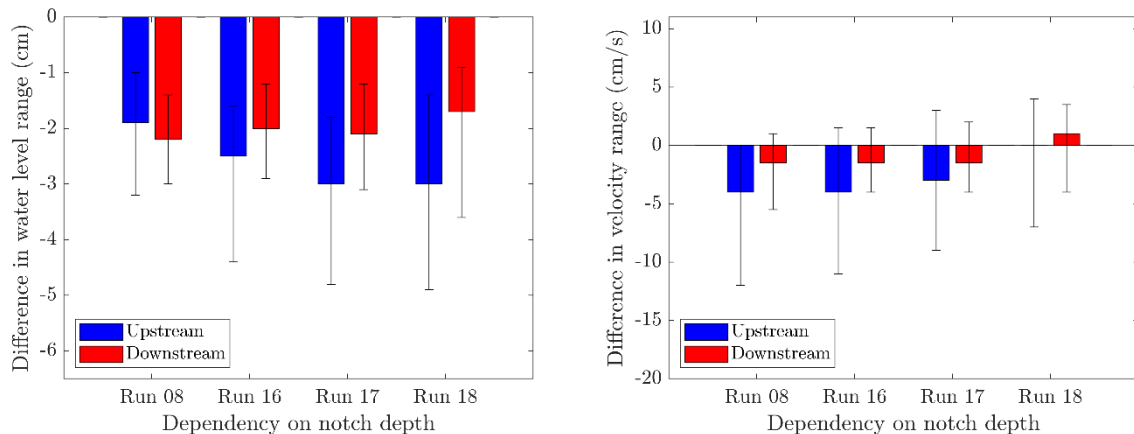 Difference in water level range (cm)
0
-1
-2
-3
-4
-5
-6
Upstream
Downstream
Run 08 Run 16 Run 17 Run 18
Dependency on notch depth
Difference in velocity range (cm/s)
10
5
0
-5
-10
-15
-20
Upstream
Downstream
Run 08 Run 16 Run 17 Run 18
Dependency on notch depth